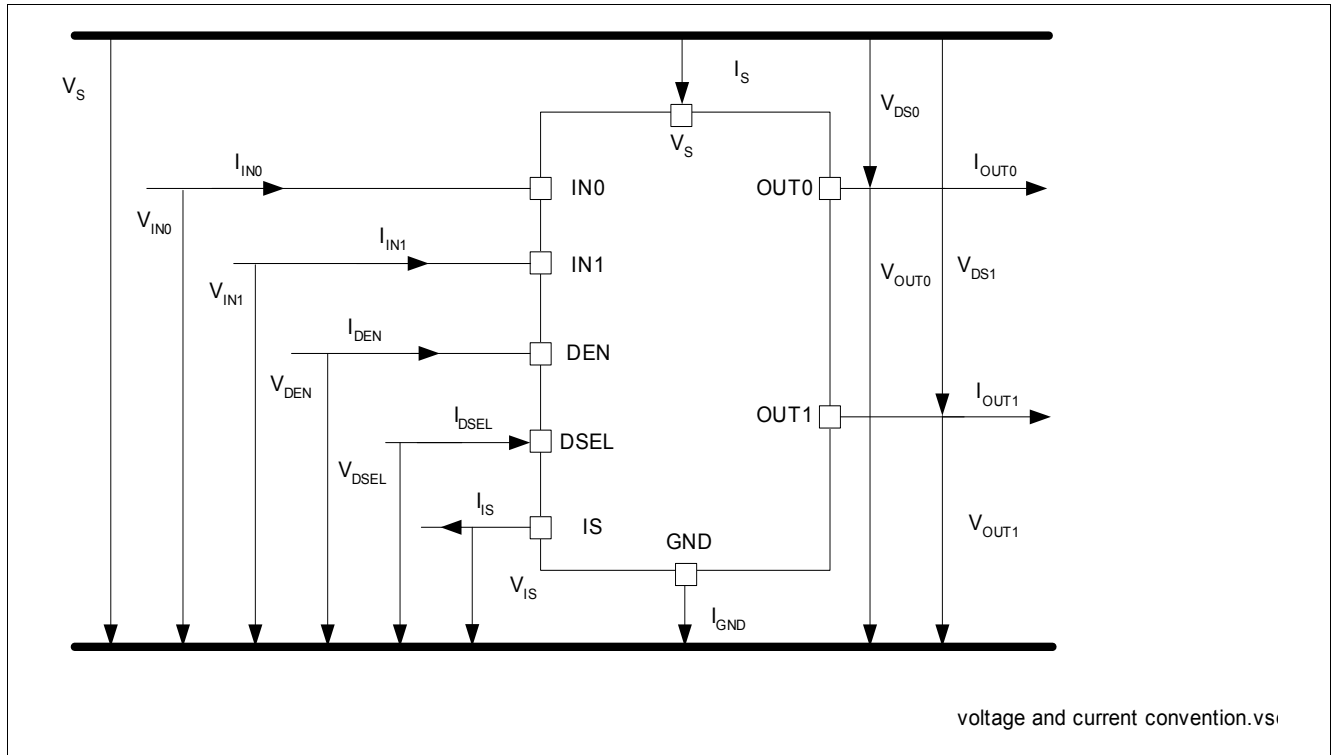 V_S
I_S
V_DS0
V_S
I_IN0
IN0
OUT0
I_OUT0
V_IN0
I_IN1
IN1
V_IN1
V_OUT0
V_DS1
I_DEN
DEN
V_DEN
I_DSEL
DSEL
OUT1
I_OUT1
V_DSEL
I_IS
IS
GND
V_OUT1
V_IS
I_GND
voltage and current convention.vs